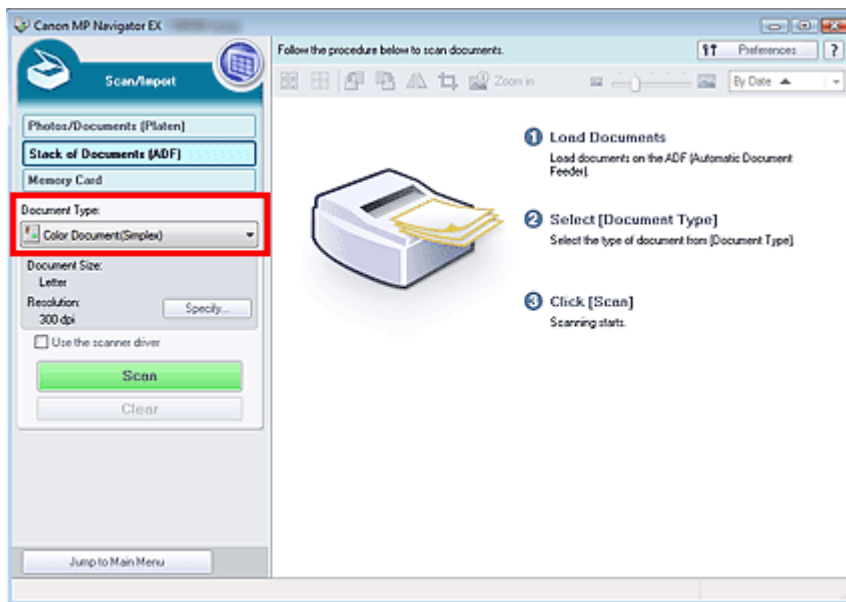 Canon MP Navigator EX
Scan/Import
Photos/Documents (Platen)
Stack of Documents (ADF)
Memory Card
Document Type:
Color Document(Simplex)
Document Size:
Letter
Resolution:
300 dpi
Specify...
Use the scanner driver
Scan
Clear
Jump to Main Menu
Follow the procedure below to scan documents.
Preferences
?
Zoom in
By Date
1 Load Documents
Load documents on the ADF (Automatic Document
Feeder).
2 Select [Document Type]
Select the type of document from [Document Type]
3 Click [Scan]
Scanning starts.